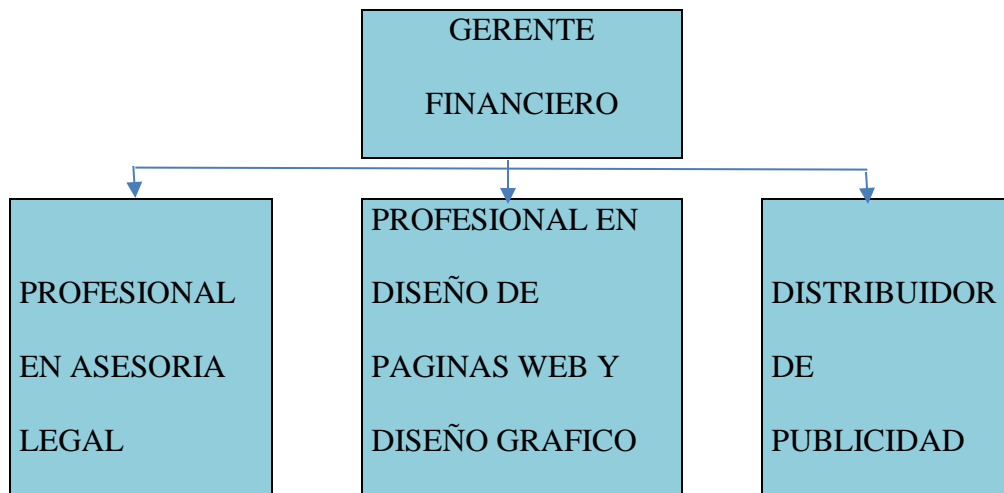 GERENTE
FINANCIERO
PROFESIONAL
EN ASESORIA
LEGAL
PROFESIONAL EN
DISEÑO DE
PAGINAS WEB Y
DISEÑO GRAFICO
DISTRIBUIDOR
DE
PUBLICIDAD